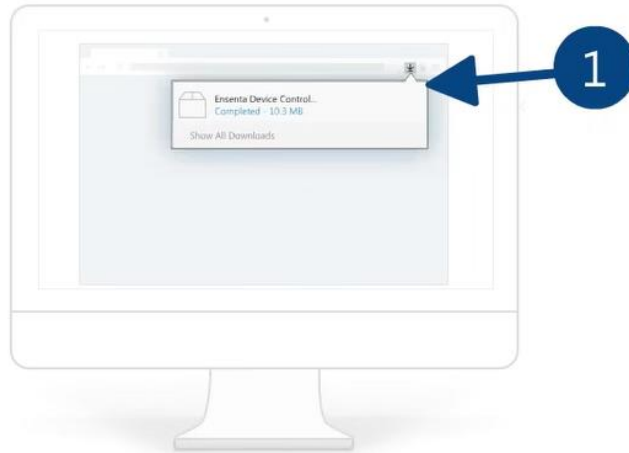 Ensenta Device Control..
Completed - 10.3 MB
Show All Downloads
1